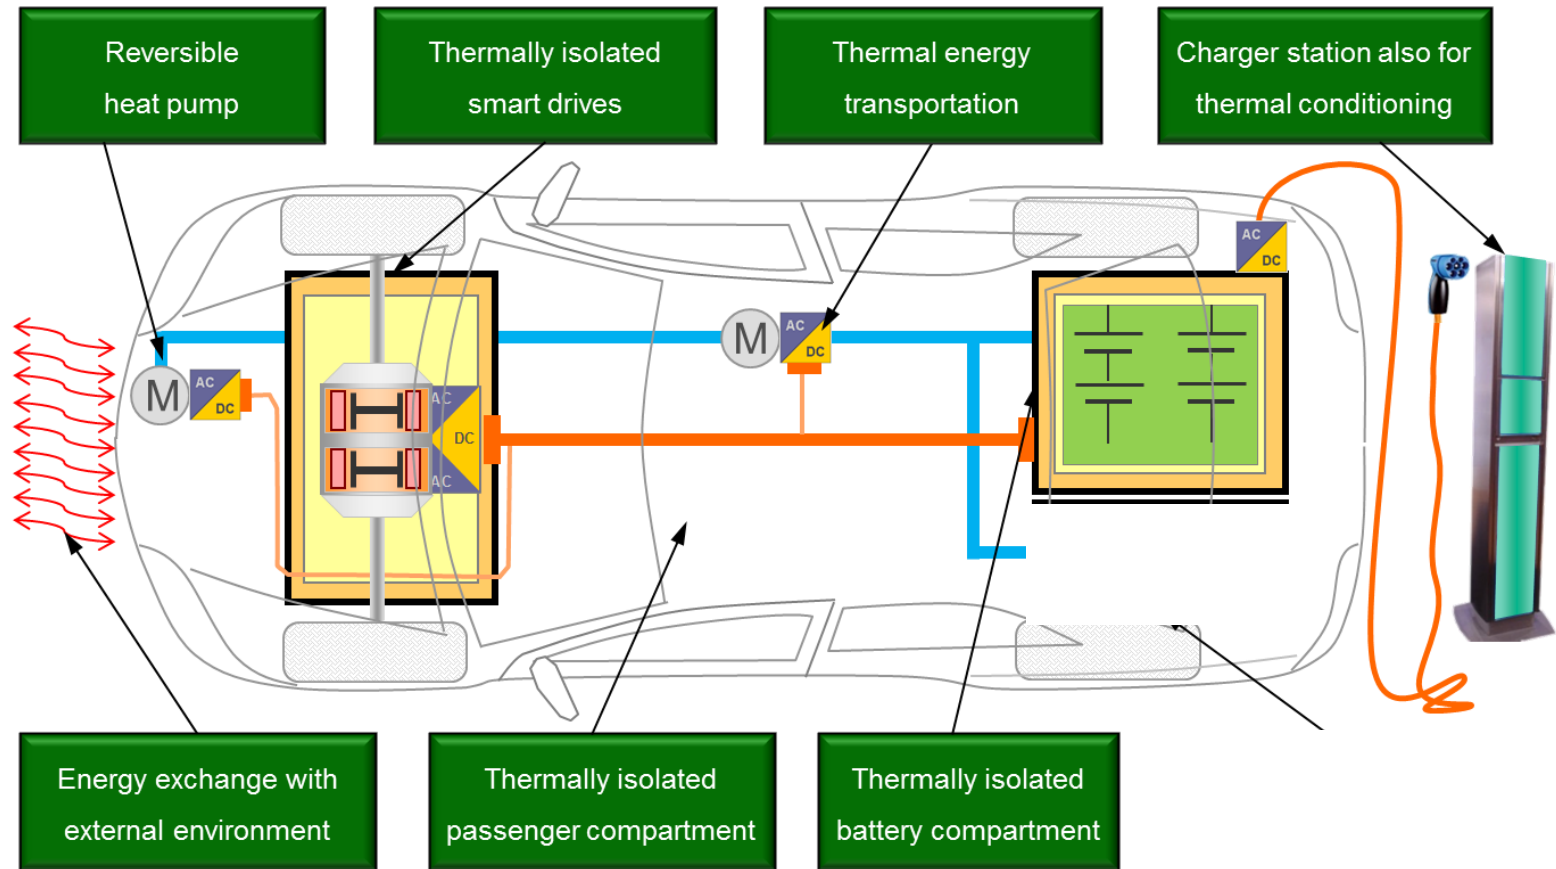 Reversible
heat pump
Thermally isolated
smart drives
Thermal energy
transportation
Charger station also for
thermal conditioning
AC
DC
M
AC
DC
M
AC
DC
AC
DC
AC
Energy exchange with
external environment
Thermally isolated
passenger compartment
Thermally isolated
battery compartment